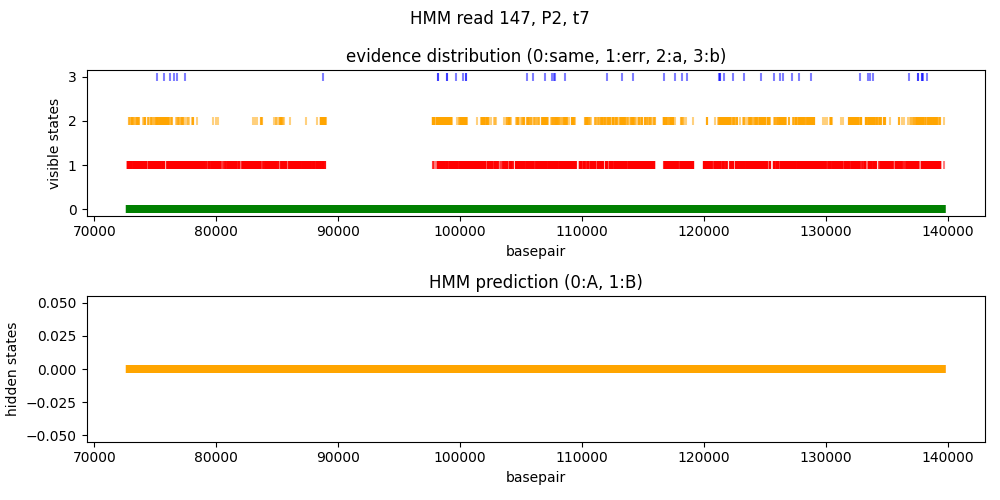 HMM read 147, P2, t7
evidence distribution (0:same, 1:err, 2:a, 3:b)
visible states
3
2
1
0
70000 80000 90000 100000 110000 120000 130000 140000
basepair
HMM prediction (0:A, 1:B)
hidden states
0.050
0.025
0.000
−0.025
−0.050
70000 80000 90000 100000 110000 120000 130000 140000
basepair